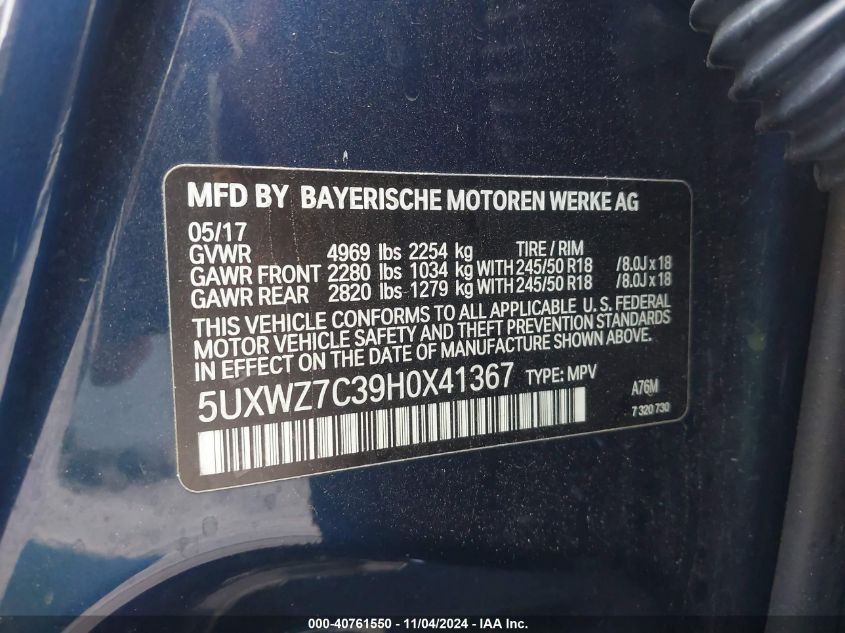 MFD BY BAYERISCHE MOTOREN WERKE AG
05/17
GVWR 4969 lbs 2254 kg TIRE / RIM
GAWR FRONT 2280 lbs 1034 kg WITH 245/50 R18 /8.0J x 18
GAWR REAR 2820 lbs 1279 kg WITH 245/50 R18 /8.0J x 18
THIS VEHICLE CONFORMS TO ALL APPLICABLE U.S. FEDERAL
MOTOR VEHICLE SAFETY AND THEFT PREVENTION STANDARDS
IN EFFECT ON THE DATE OF MANUFACTURE SHOWN ABOVE.
5UXWZ7C39H0X41367 TYPE: MPV A76M
7 320 730
000-40761550 - 11/04/2024 - IAA, Inc.